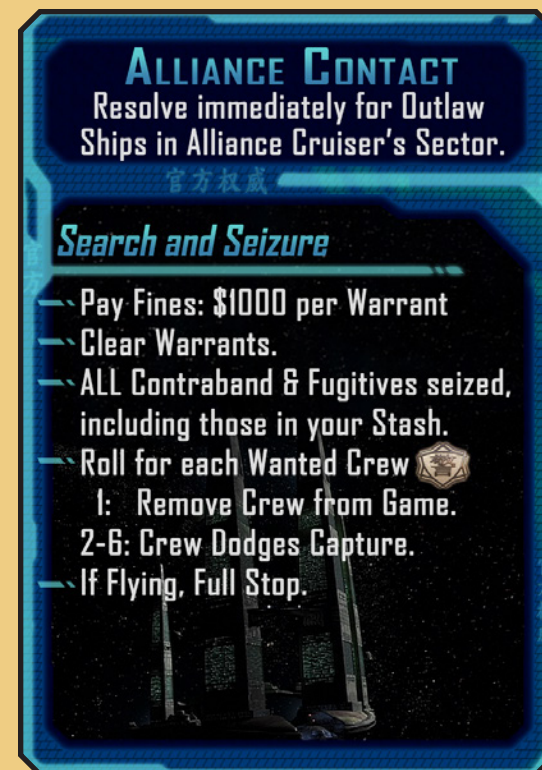 ALLIANCE CONTACT
Resolve immediately for Outlaw
Ships in Alliance Cruiser's Sector.
官方权威
Search and Seizure
Pay Fines: $1000 per Warrant
Clear Warrants.
ALL Contraband & Fugitives seized,
including those in your Stash.
Roll for each Wanted Crew 警
1: Remove Crew from Game.
2-6: Crew Dodges Capture.
If Flying, Full Stop.